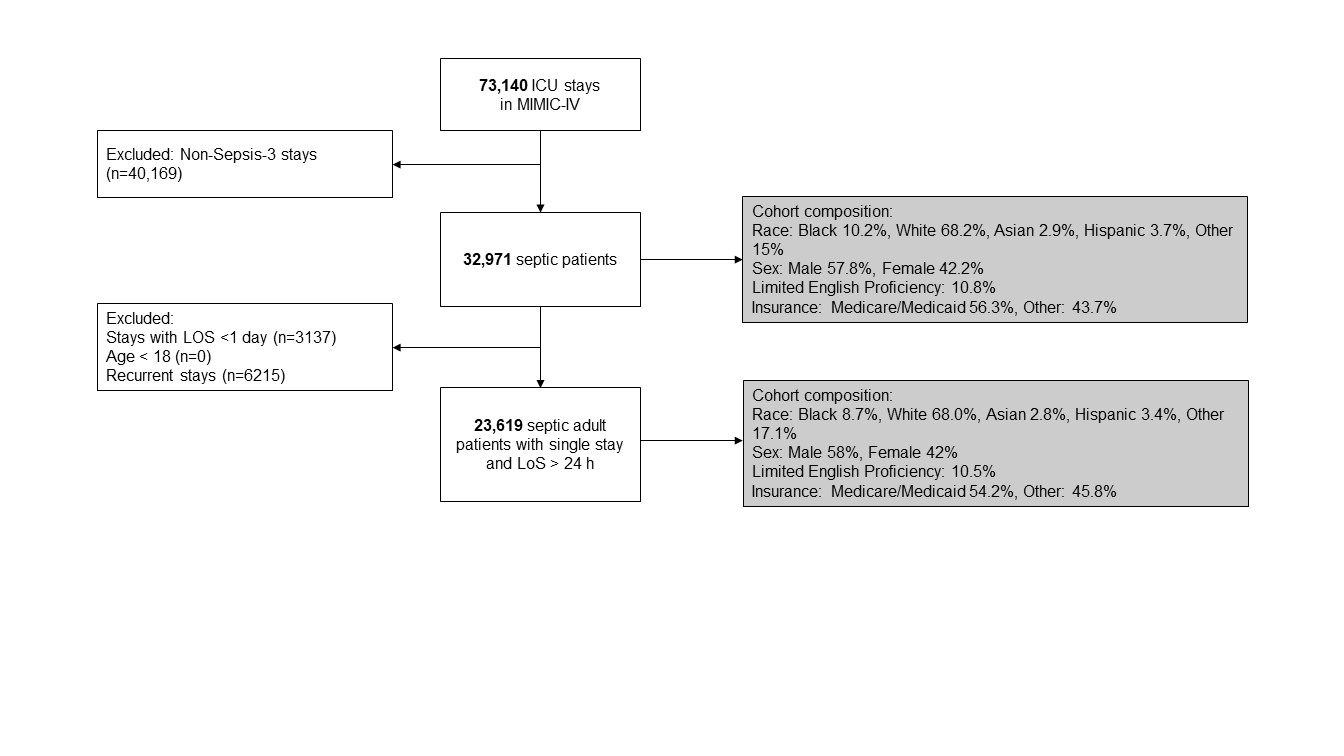 73,140 ICU stays
in MIMIC-IV
Excluded: Non-Sepsis-3 stays
(n=40,169)
32,971 septic patients
Cohort composition:
Race: Black 10.2%, White 68.2%, Asian 2.9%, Hispanic 3.7%, Other
15%
Sex: Male 57.8%, Female 42.2%
Limited English Proficiency: 10.8%
Insurance: Medicare/Medicaid 56.3%, Other: 43.7%
Excluded:
Stays with LOS <1 day (n=3137)
Age < 18 (n=0)
Recurrent stays (n=6215)
23,619 septic adult
patients with single stay
and LoS > 24 h
Cohort composition:
Race: Black 8.7%, White 68.0%, Asian 2.8%, Hispanic 3.4%, Other
17.1%
Sex: Male 58%, Female 42%
Limited English Proficiency: 10.5%
Insurance: Medicare/Medicaid 54.2%, Other: 45.8%